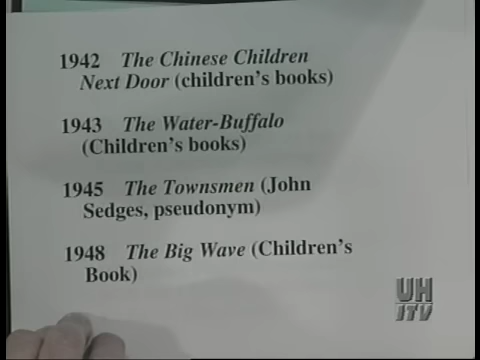 1942 The Chinese Children
Next Door (children's books)
1943 The Water-Buffalo
(Children's books)
1945 The Townsmen (John
Sedges, pseudonym)
1948 The Big Wave (Children's
Book)
UH
ITV